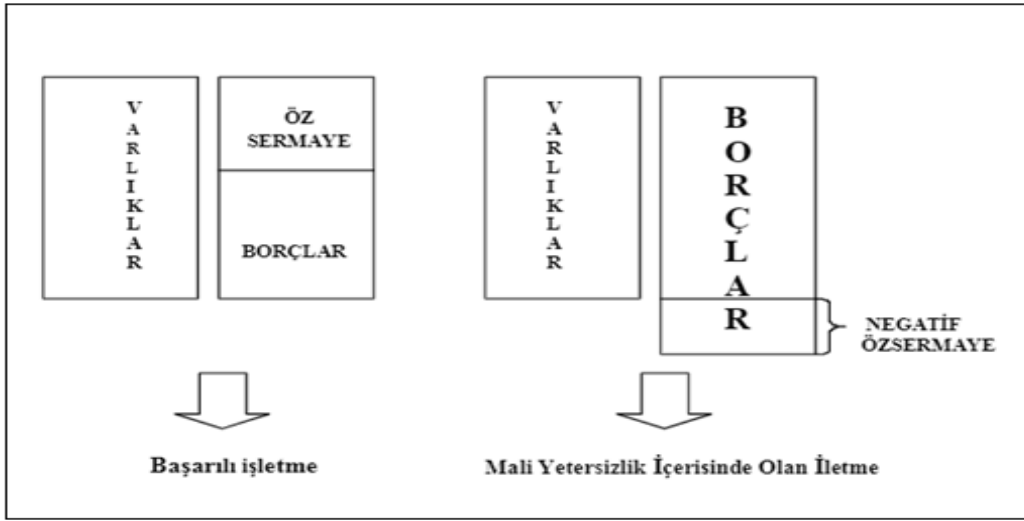 VARLIKLAR
ÖZ
SERMAYE
BORÇLAR
Başarılı işletme
VARLIKLAR
BORÇLAR
NEGATİF
ÖZSERMAYE
Mali Yetersizlik İçerisinde Olan İletme